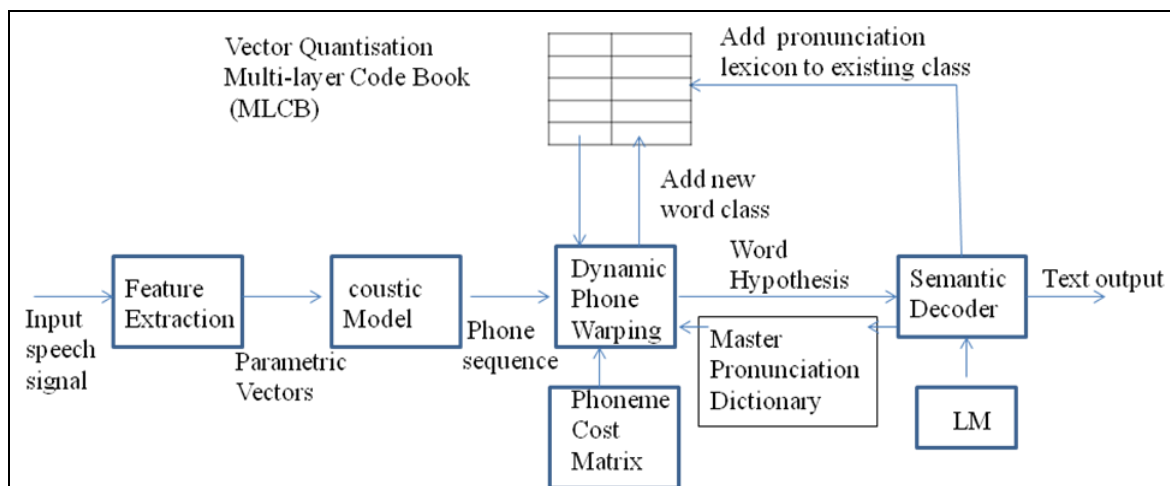 Vector Quantisation
Multi-layer Code Book
(MLCB)
Add pronunciation
lexicon to existing class
Add new
word class
Input
speech
signal
Feature
Extraction
Parametric
Vectors
coustic
Model
Phone
sequence
Dynamic
Phone
Warping
Word
Hypothesis
Semantic
Decoder
Text output
Phoneme
Cost
Matrix
Master
Pronunciation
Dictionary
LM